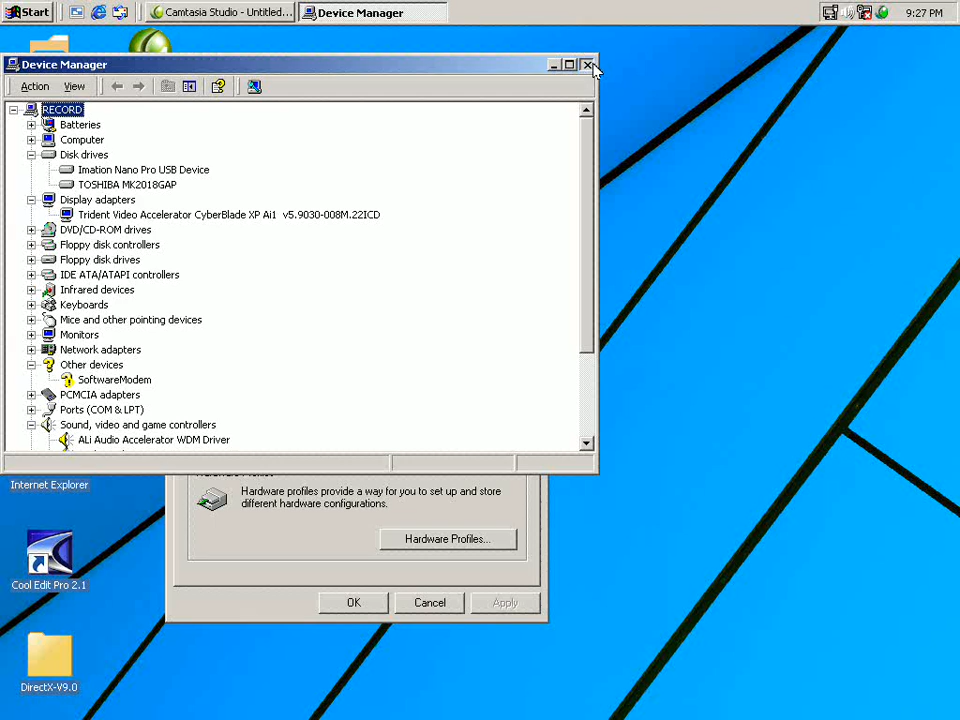 Start
Camtasia Studio - Untitled...
Device Manager
9:27 PM
Device Manager
Action
View
RECORD
Batteries
Computer
Disk drives
Imation Nano Pro USB Device
TOSHIBA MK2018GAP
Display adapters
Trident Video Accelerator CyberBlade XP Ai1 v5.9030-008M.22ICD
DVD/CD-ROM drives
Floppy disk controllers
Floppy disk drives
IDE ATA/ATAPI controllers
Infrared devices
Keyboards
Mice and other pointing devices
Monitors
Network adapters
Other devices
SoftwareModem
PCMCIA adapters
Ports (COM & LPT)
Sound, video and game controllers
ALi Audio Accelerator WDM Driver
Internet Explorer
Hardware profiles provide a way for you to set up and store
different hardware configurations.
Hardware Profiles...
Cool Edit Pro 2.1
OK
Cancel
Apply
DirectX-V9.0